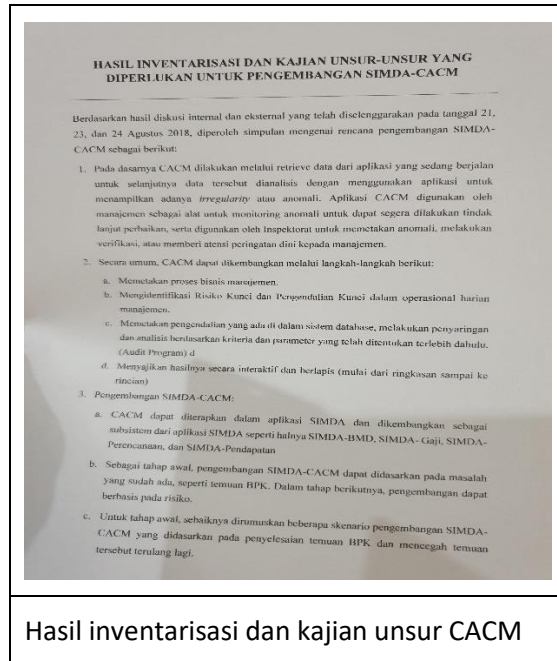 HASIL INVENTARISASI DAN KAJIAN UNSUR-UNSUR YANG
DIPERLUKAN UNTUK PENGEMBANGAN SIMDA-CACM
Berdasarkan hasil diskusi internal dan eksternal yang telah diselenggarakan pada tanggal 21,
23, dan 24 Agustus 2018, diperoleh simpulan mengenai rencana pengembangan SIMDA-
CACM sebagai berikut:
1. Pada dasarnya CACM dilakukan melalui retrieve data dari aplikasi yang sedang berjalan
untuk selanjutnya data tersebut dianalisis dengan menggunakan aplikasi untuk
menampilkan adanya irregularity atau anomali. Aplikasi CACM digunakan oleh
manajemen sebagai alat untuk monitoring anomali untuk dapat segera dilakukan tindak
lanjut perbaikan, serta digunakan oleh Inspektorat untuk memetakan anomali, melakukan
verifikasi, atau memberi atensi peringatan dini kepada manajemen.
2. Secara umum, CACM dapat dikembangkan melalui langkah-langkah berikut:
a. Memetakan proses bisnis manajemen.
b. Mengidentifikasi Risiko Kunci dan Pengendalian Kunci dalam operasional harian
manajemen.
c. Memetakan pengendalian yang ada di dalam sistem database, melakukan penyaringan
dan analisis berdasarkan kriteria dan parameter yang telah ditentukan terlebih dahulu.
(Audit Program) d
d. Menyajikan hasilnya secara interaktif dan berlapis (mulai dari ringkasan sampai ke
rincian)
3. Pengembangan SIMDA-CACM:
a. CACM dapat diterapkan dalam aplikasi SIMDA dan dikembangkan sebagai
subsistem dari aplikasi SIMDA seperti halnya SIMDA-BMD, SIMDA- Gaji, SIMDA-
Perencanaan, dan SIMDA-Pendapatan
b. Sebagai tahap awal, pengembangan SIMDA-CACM dapat didasarkan pada masalah
yang sudah ada, seperti temuan BPK. Dalam tahap berikutnya, pengembangan dapat
berbasis pada risiko.
c. Untuk tahap awal, sebaiknya dirumuskan beberapa skenario pengembangan SIMDA-
CACM yang didasarkan pada penyelesaian temuan BPK dan mencegah temuan
tersebut terulang lagi.
Hasil inventarisasi dan kajian unsur CACM